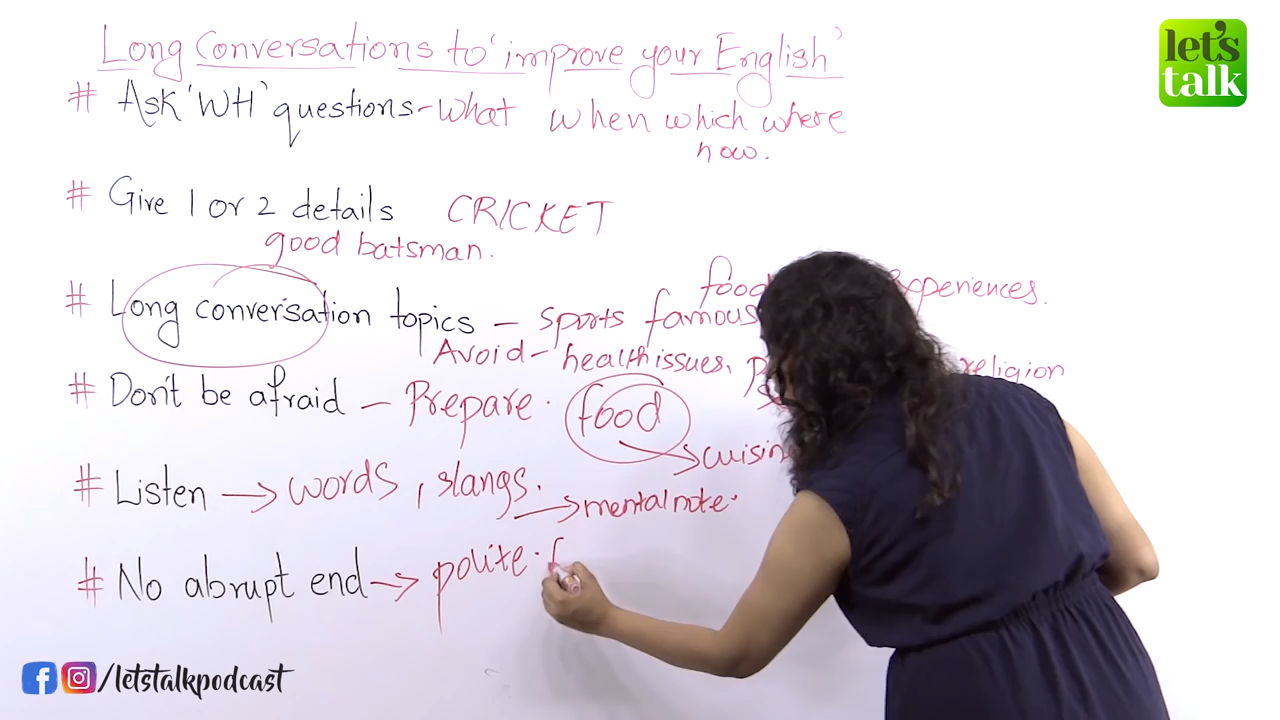 Long Conversations to 'improve your English'
let's talk
# Ask 'WH' questions - what when which where
how.
# Give 1 or 2 details CRICKET
good batsman.
food experiences.
# Long conversation topics - sports famous
Avoid - health issues, religion
# Don't be afraid - Prepare. food
cuisine
# Listen → words, slangs.
→ mental note.
# No abrupt end → polite.
/letstalkpodcast